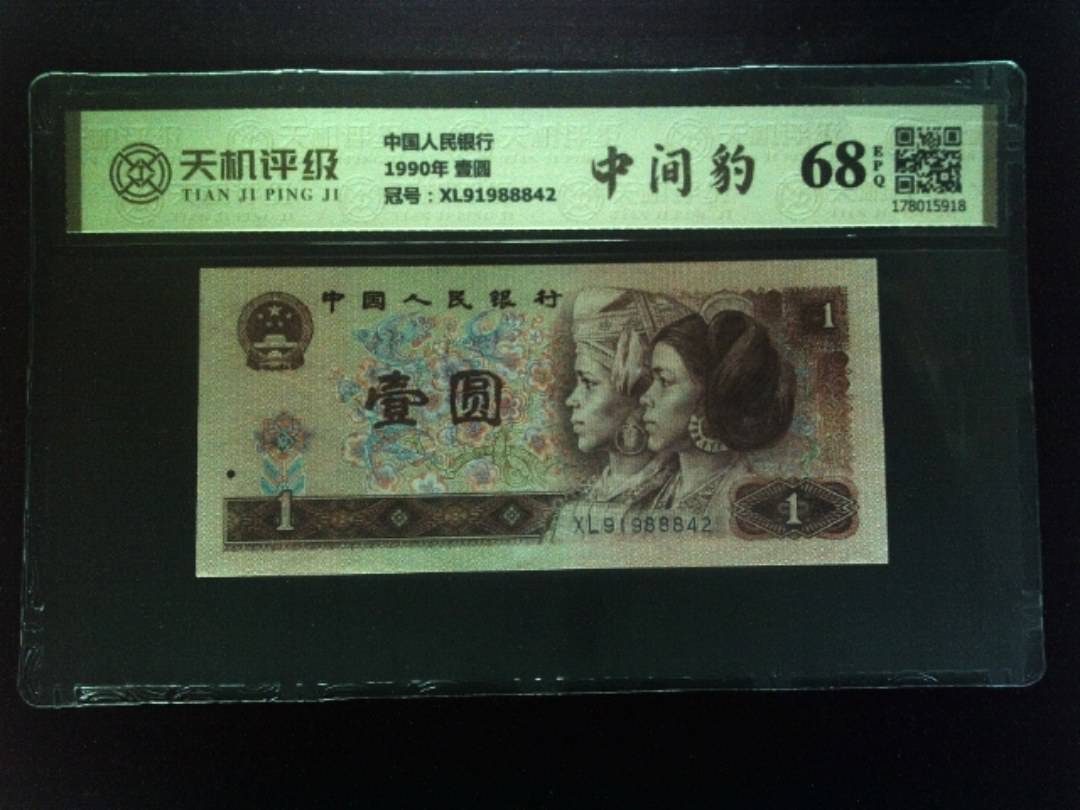 天机评级
TIAN JI PING JI
中国人民银行
1990年 壹圆
冠号：XL91988842
中间豹
68
EPQ
178015918
中国人民银行
1
壹圆
1
XL91988842
1